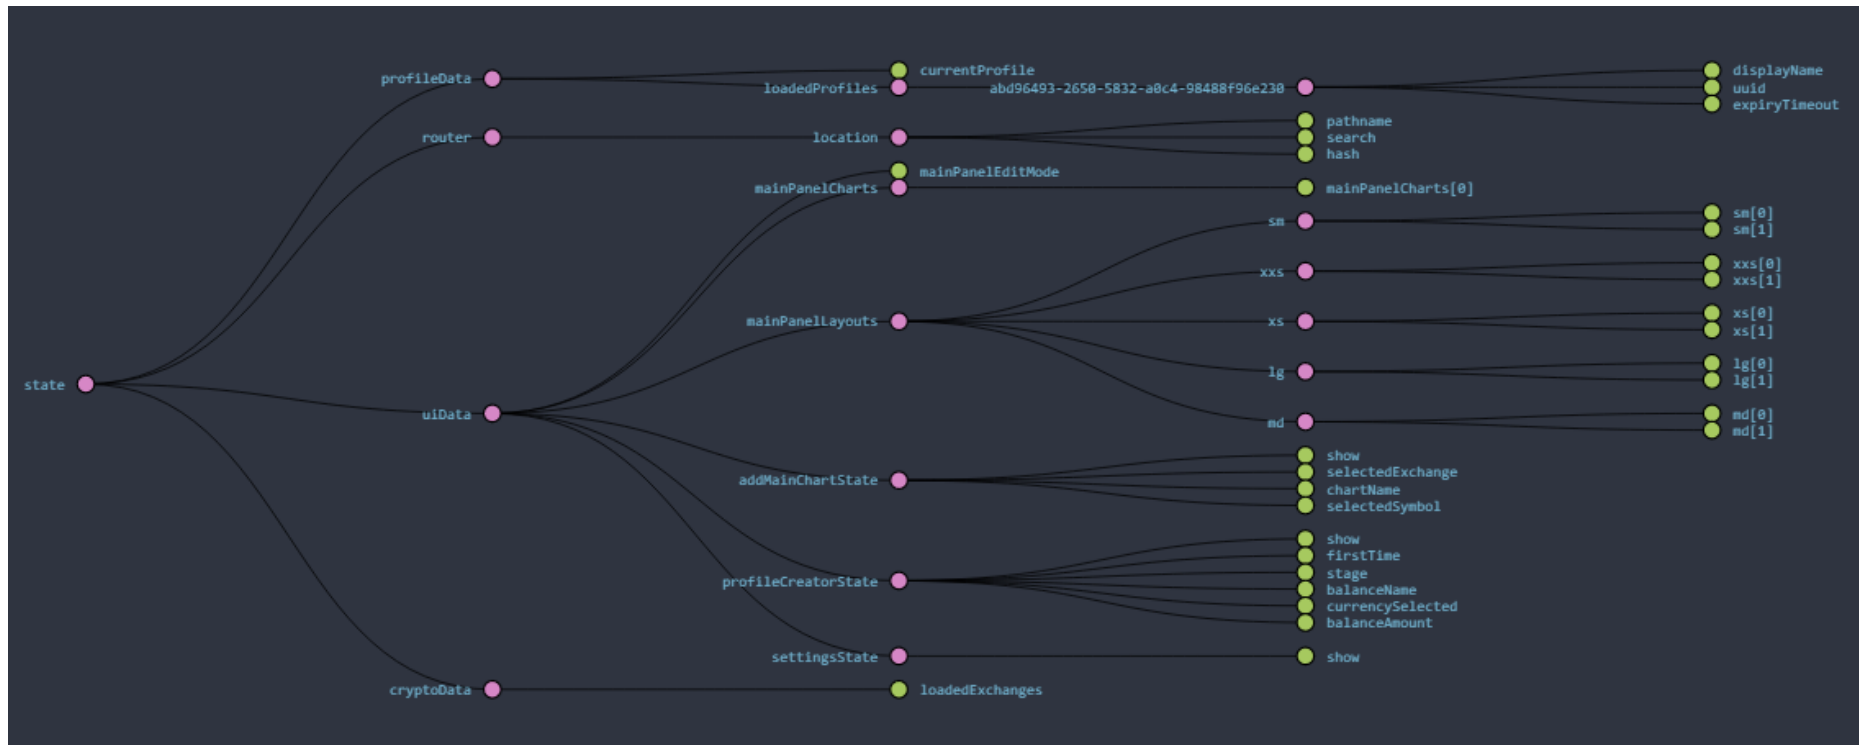 state
profileData
currentProfile
loadedProfiles
abd96493-2650-5832-a0c4-98488f96e230
displayName
uuid
expiryTimeout
router
location
pathname
search
hash
uiData
mainPanelEditMode
mainPanelCharts
mainPanelCharts[0]
mainPanelLayouts
sm
sm[0]
sm[1]
xxs
xxs[0]
xxs[1]
xs
xs[0]
xs[1]
lg
lg[0]
lg[1]
md
md[0]
md[1]
addMainChartState
show
selectedExchange
chartName
selectedSymbol
profileCreatorState
show
firstTime
stage
balanceName
currencySelected
balanceAmount
settingsState
show
cryptoData
loadedExchanges